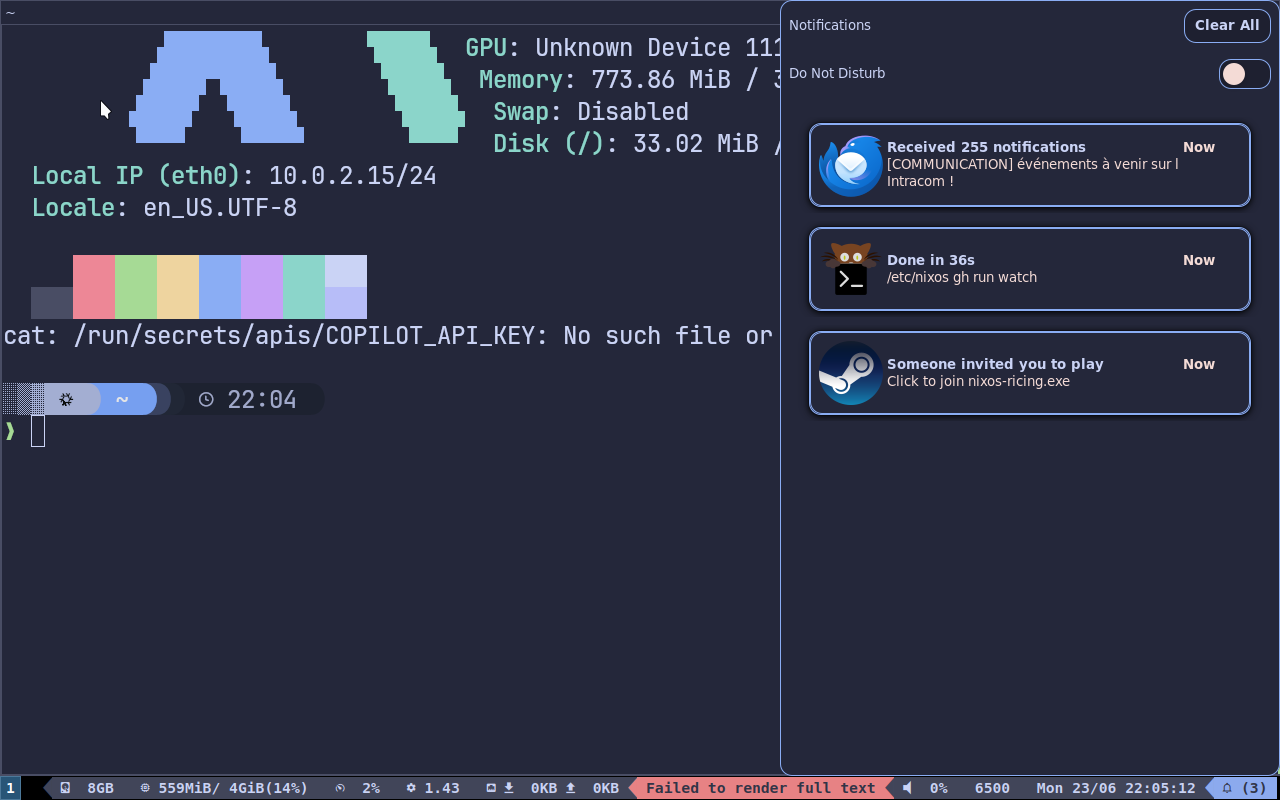 ~
GPU: Unknown Device 111
Memory: 773.86 MiB / 3
Swap: Disabled
Disk (/): 33.02 MiB /
Local IP (eth0): 10.0.2.15/24
Locale: en_US.UTF-8
cat: /run/secrets/apis/COPILOT_API_KEY: No such file or
~ 22:04
❯
Notifications
Clear All
Do Not Disturb
Received 255 notifications Now
[COMMUNICATION] événements à venir sur l
Intracom !
Done in 36s Now
/etc/nixos gh run watch
Someone invited you to play Now
Click to join nixos-ricing.exe
1 8GB 559MiB/ 4GiB(14%) 2% 1.43 0KB 0KB Failed to render full text 0% 6500 Mon 23/06 22:05:12 (3)